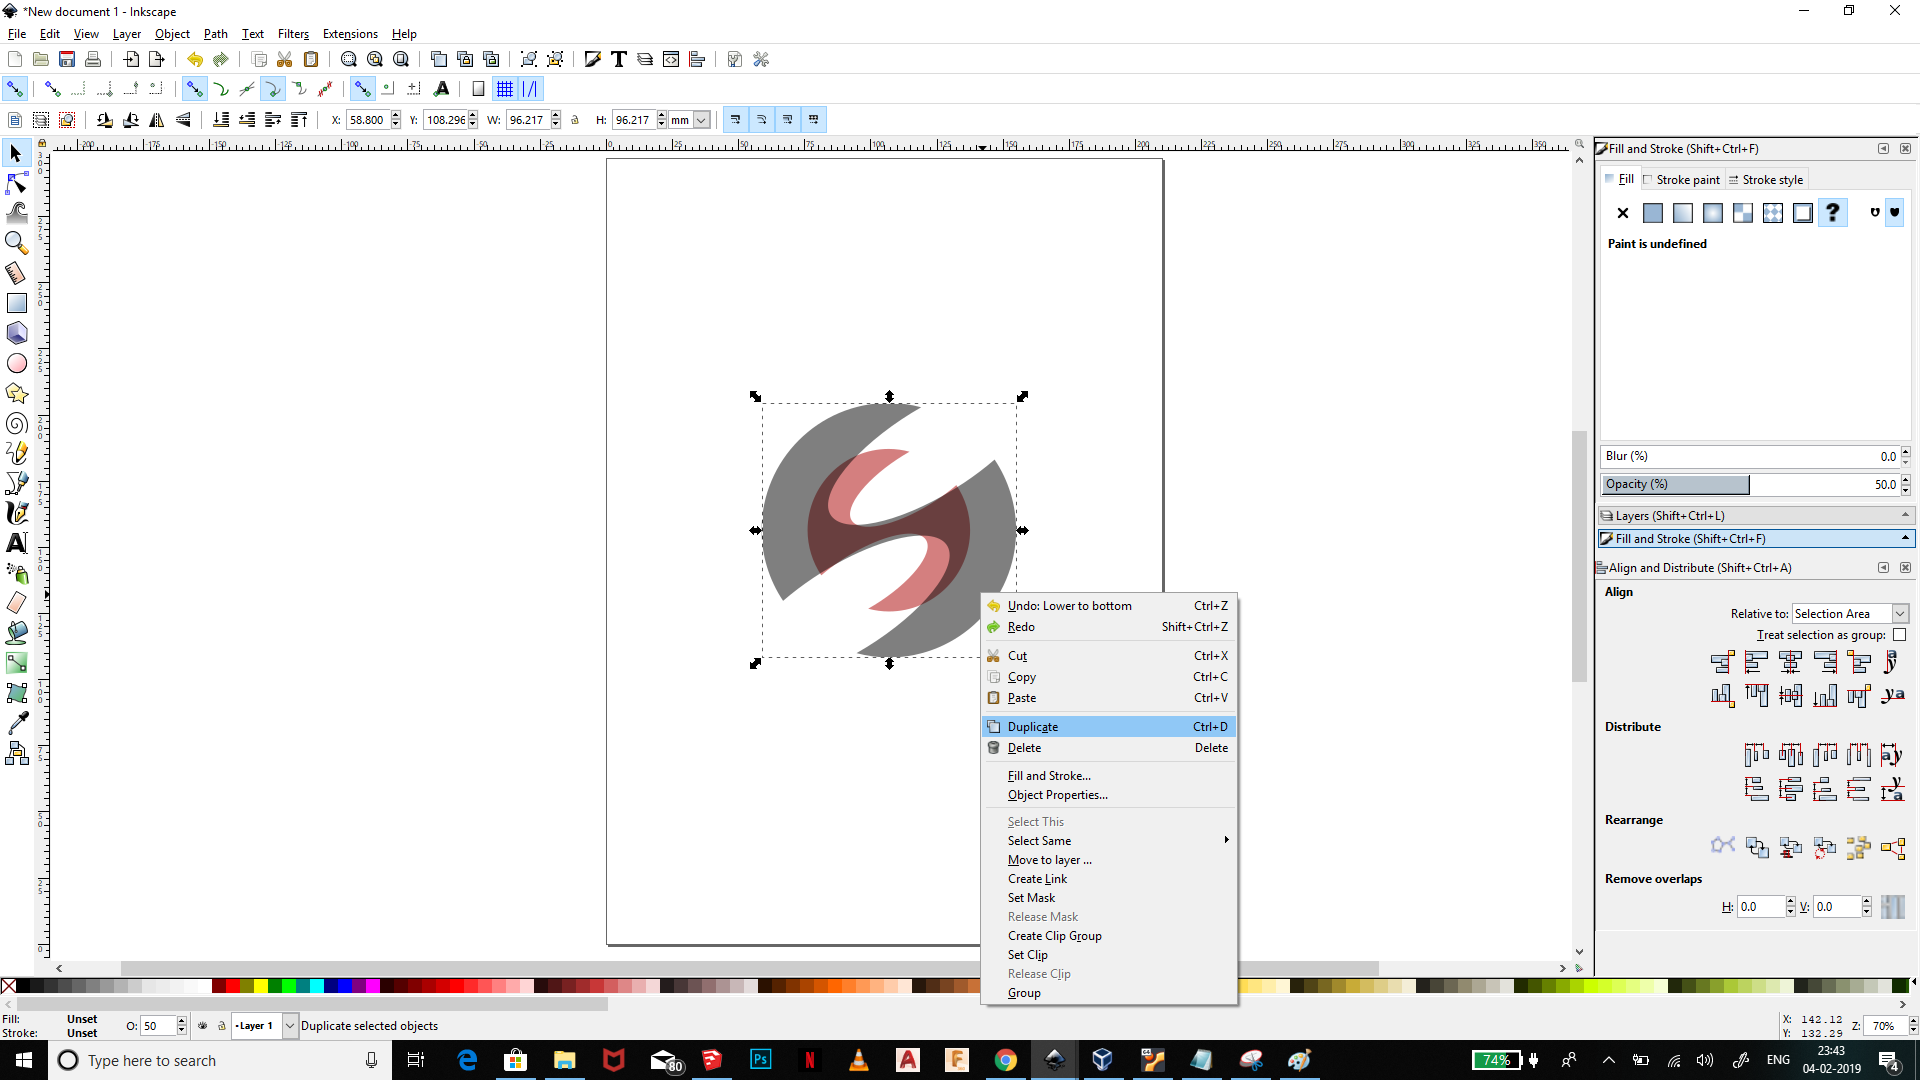 *New document 1 - Inkscape
File Edit View Layer Object Path Text Filters Extensions Help
X: 58.800 Y: 108.296 W: 96.217 H: 96.217 mm
Fill and Stroke (Shift+Ctrl+F)
Fill Stroke paint Stroke style
Paint is undefined
Blur (%) 0.0
Opacity (%) 50.0
Layers (Shift+Ctrl+L)
Fill and Stroke (Shift+Ctrl+F)
Align and Distribute (Shift+Ctrl+A)
Align
Relative to: Selection Area
Treat selection as group:
Distribute
Rearrange
Remove overlaps
H: 0.0 V: 0.0
Undo: Lower to bottom Ctrl+Z
Redo Shift+Ctrl+Z
Cut Ctrl+X
Copy Ctrl+C
Paste Ctrl+V
Duplicate Ctrl+D
Delete Delete
Fill and Stroke...
Object Properties...
Select This
Select Same
Move to layer ...
Create Link
Set Mask
Release Mask
Create Clip Group
Set Clip
Release Clip
Group
Fill: Unset
Stroke: Unset
O: 50 Layer 1 Duplicate selected objects
X: 142.12
Y: 132.29
Z: 70%
Type here to search
80
Ps
74%
ENG
23:43
04-02-2019
4